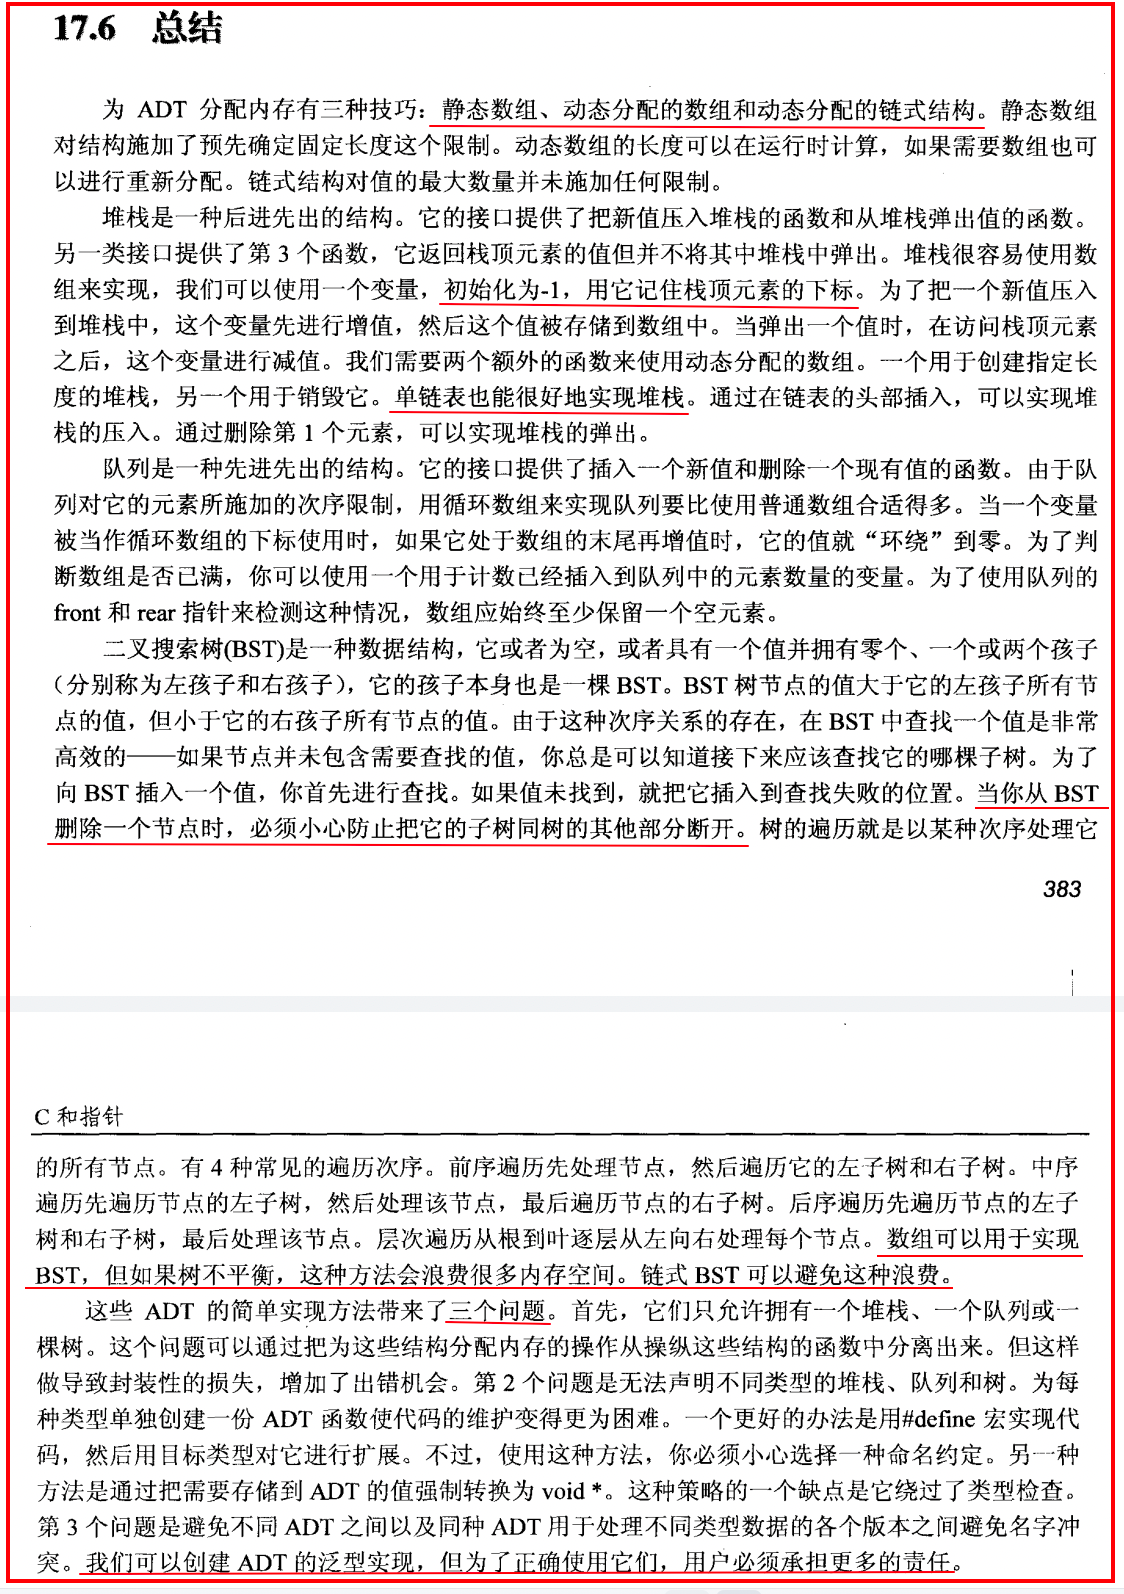 17.6 总结
为 ADT 分配内存有三种技巧：静态数组、动态分配的数组和动态分配的链式结构。静态数组
对结构施加了预先确定固定长度这个限制。动态数组的长度可以在运行时计算，如果需要数组也可
以进行重新分配。链式结构对值的最大数量并未施加任何限制。
堆栈是一种后进先出的结构。它的接口提供了把新值压入堆栈的函数和从堆栈弹出值的函数。
另一类接口提供了第 3 个函数，它返回栈顶元素的值但并不将其中堆栈中弹出。堆栈很容易使用数
组来实现，我们可以使用一个变量，初始化为-1，用它记住栈顶元素的下标。为了把一个新值压入
到堆栈中，这个变量先进行增值，然后这个值被存储到数组中。当弹出一个值时，在访问栈顶元素
之后，这个变量进行减值。我们需要两个额外的函数来使用动态分配的数组。一个用于创建指定长
度的堆栈，另一个用于销毁它。单链表也能很好地实现堆栈。通过在链表的头部插入，可以实现堆
栈的压入。通过删除第 1 个元素，可以实现堆栈的弹出。
队列是一种先进先出的结构。它的接口提供了插入一个新值和删除一个现有值的函数。由于队
列对它的元素所施加的次序限制，用循环数组来实现队列要比使用普通数组合适得多。当一个变量
被当作循环数组的下标使用时，如果它处于数组的末尾再增值时，它的值就“环绕”到零。为了判
断数组是否已满，你可以使用一个用于计数已经插入到队列中的元素数量的变量。为了使用队列的
front 和 rear 指针来检测这种情况，数组应始终至少保留一个空元素。
二叉搜索树(BST)是一种数据结构，它或者为空，或者具有一个值并拥有零个、一个或两个孩子
（分别称为左孩子和右孩子），它的孩子本身也是一棵 BST。BST 树节点的值大于它的左孩子所有节
点的值，但小于它的右孩子所有节点的值。由于这种次序关系的存在，在 BST 中查找一个值是非常
高效的——如果节点并未包含需要查找的值，你总是可以知道接下来应该查找它的哪棵子树。为了
向 BST 插入一个值，你首先进行查找。如果值未找到，就把它插入到查找失败的位置。当你从 BST
删除一个节点时，必须小心防止把它的子树同树的其他部分断开。树的遍历就是以某种次序处理它
383
C 和指针
的所有节点。有 4 种常见的遍历次序。前序遍历先处理节点，然后遍历它的左子树和右子树。中序
遍历先遍历节点的左子树，然后处理该节点，最后遍历节点的右子树。后序遍历先遍历节点的左子
树和右子树，最后处理该节点。层次遍历从根到叶逐层从左向右处理每个节点。数组可以用于实现
BST，但如果树不平衡，这种方法会浪费很多内存空间。链式 BST 可以避免这种浪费。
这些 ADT 的简单实现方法带来了三个问题。首先，它们只允许拥有一个堆栈、一个队列或一
棵树。这个问题可以通过把为这些结构分配内存的操作从操纵这些结构的函数中分离出来。但这样
做导致封装性的损失，增加了出错机会。第 2 个问题是无法声明不同类型的堆栈、队列和树。为每
种类型单独创建一份 ADT 函数使代码的维护变得更为困难。一个更好的办法是用#define 宏实现代
码，然后用目标类型对它进行扩展。不过，使用这种方法，你必须小心选择一种命名约定。另一种
方法是通过把需要存储到 ADT 的值强制转换为 void *。这种策略的一个缺点是它绕过了类型检查。
第 3 个问题是避免不同 ADT 之间以及同种 ADT 用于处理不同类型数据的各个版本之间避免名字冲
突。我们可以创建 ADT 的泛型实现，但为了正确使用它们，用户必须承担更多的责任。